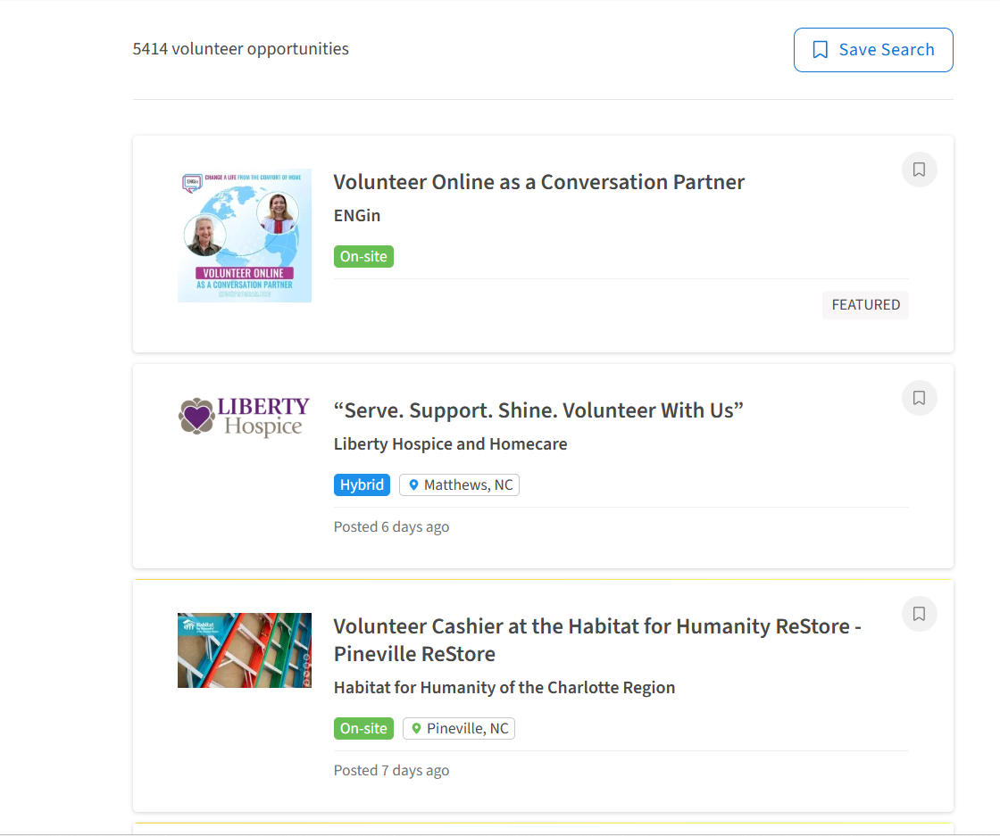 5414 volunteer opportunities
Save Search
ENGin
CHANGE A LIFE FROM THE COMFORT OF HOME
VOLUNTEER ONLINE
AS A CONVERSATION PARTNER
Volunteer Online as a Conversation Partner
ENGin
On-site
FEATURED
LIBERTY
Hospice
“Serve. Support. Shine. Volunteer With Us”
Liberty Hospice and Homecare
Hybrid
Matthews, NC
Posted 6 days ago
Habitat
for Humanity
Volunteer Cashier at the Habitat for Humanity ReStore -
Pineville ReStore
Habitat for Humanity of the Charlotte Region
On-site
Pineville, NC
Posted 7 days ago